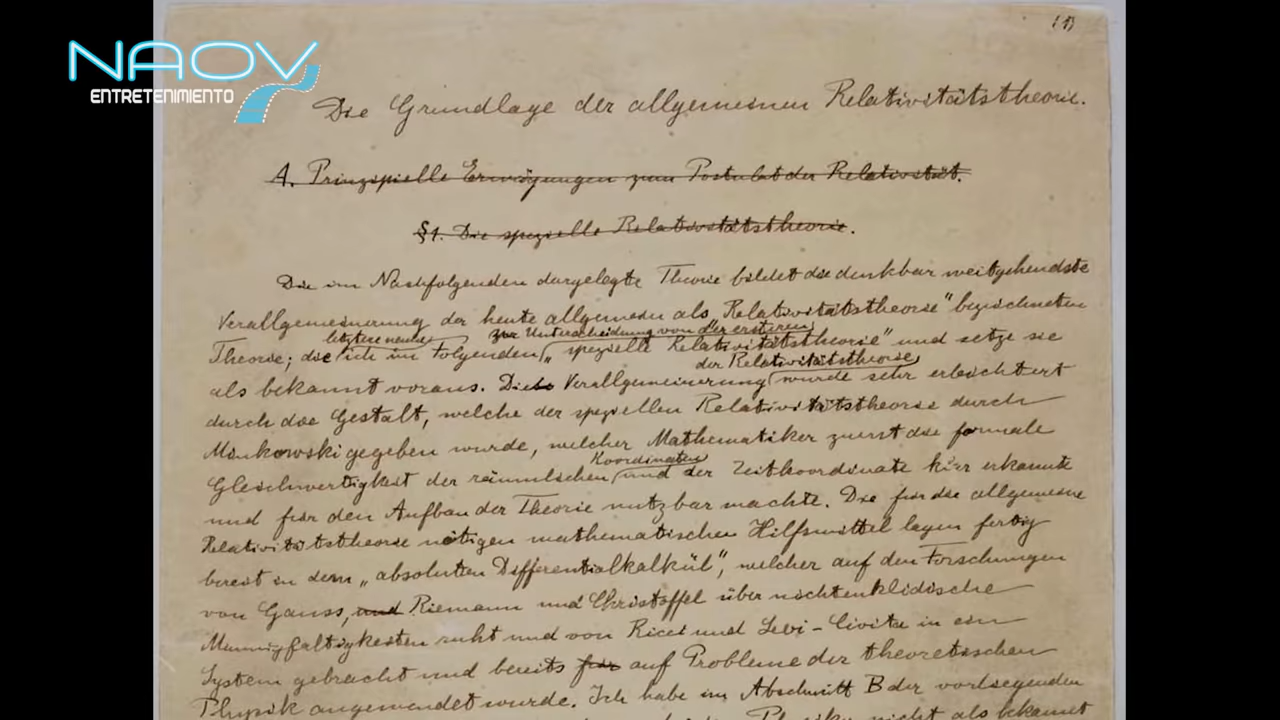 NAOV
ENTRETENIMIENTO
(1)
Die Grundlage der allgemeinen Relativitätstheorie.
A. Prinzipielle Erwägungen zum Postulat der Relativität.
§1. Die spezielle Relativitätstheorie.
Die im Nachfolgenden dargelegte Theorie bildet die denkbar weitgehendste
Verallgemeinerung der heute allgemein als „Relativitätstheorie" bezeichneten
letztere nenne zur Unterscheidung von der ersteren
Theorie; die ich im Folgenden „spezielle Relativitätstheorie" und setze sie
der Relativitätstheorie
als bekannt voraus. Diese Verallgemeinerung wurde sehr erleichtert
durch die Gestalt, welche der speziellen Relativitätstheorie durch
Minkowski gegeben wurde, welcher Mathematiker zuerst die formale
Koordinaten
Gleichwertigkeit der räumlichen und der Zeitkoordinate klar erkannte
und für den Aufbau der Theorie nutzbar machte. Die für die allgemeine
Relativitätstheorie nötigen mathematischen Hilfsmittel lagen fertig
bereit in dem „absoluten Differentialkalkül", welcher auf den Forschungen
von Gauss, und Riemann und Christoffel über nichteuklidische
Mannigfaltigkeiten ruht und von Ricci und Levi-Civita in ein
System gebracht und bereits für auf Probleme der theoretischen
Physik angewendet wurde. Ich habe im Abschnitt B der vorliegenden
Physiker nicht als bekannt